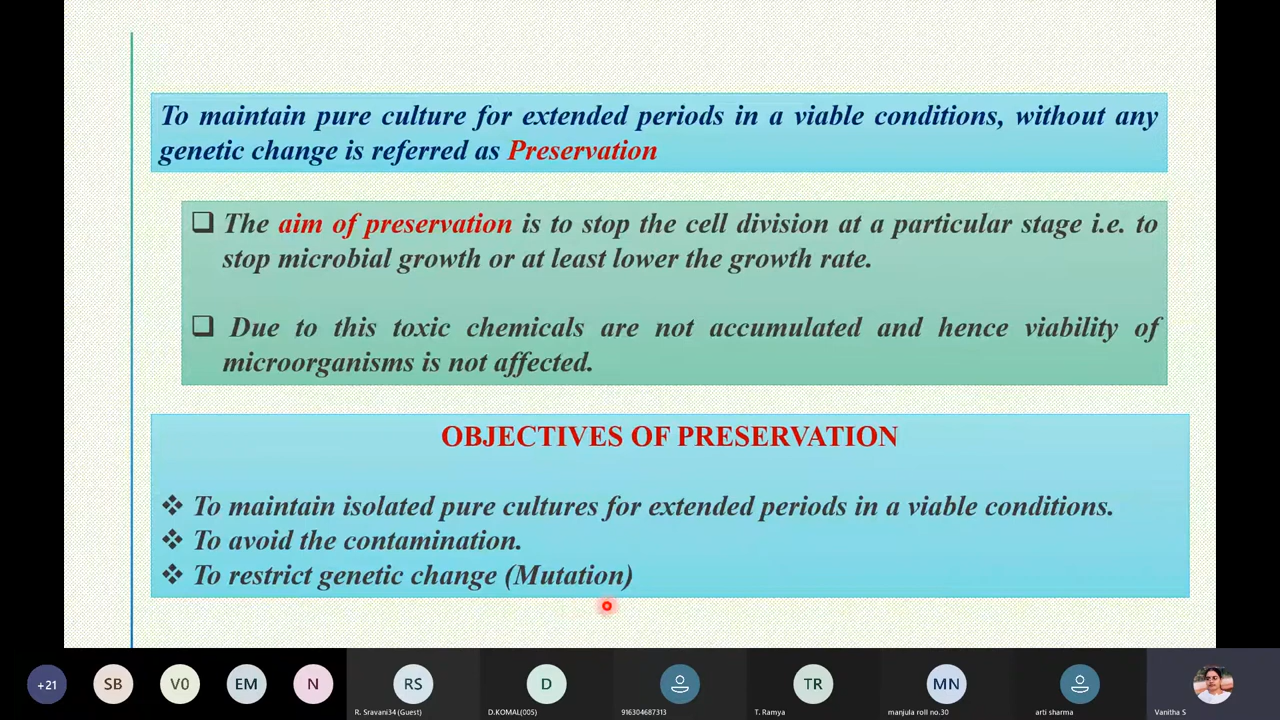 To maintain pure culture for extended periods in a viable conditions, without any
genetic change is referred as Preservation
❑ The aim of preservation is to stop the cell division at a particular stage i.e. to
stop microbial growth or at least lower the growth rate.
❑ Due to this toxic chemicals are not accumulated and hence viability of
microorganisms is not affected.
OBJECTIVES OF PRESERVATION
❖ To maintain isolated pure cultures for extended periods in a viable conditions.
❖ To avoid the contamination.
❖ To restrict genetic change (Mutation)
+21 SB V0 EM N RS D TR MN
R. Sravani34 (Guest) D.KOMAL(005) 916304687313 T. Ramya manjula roll no.30 arti sharma Vanitha S